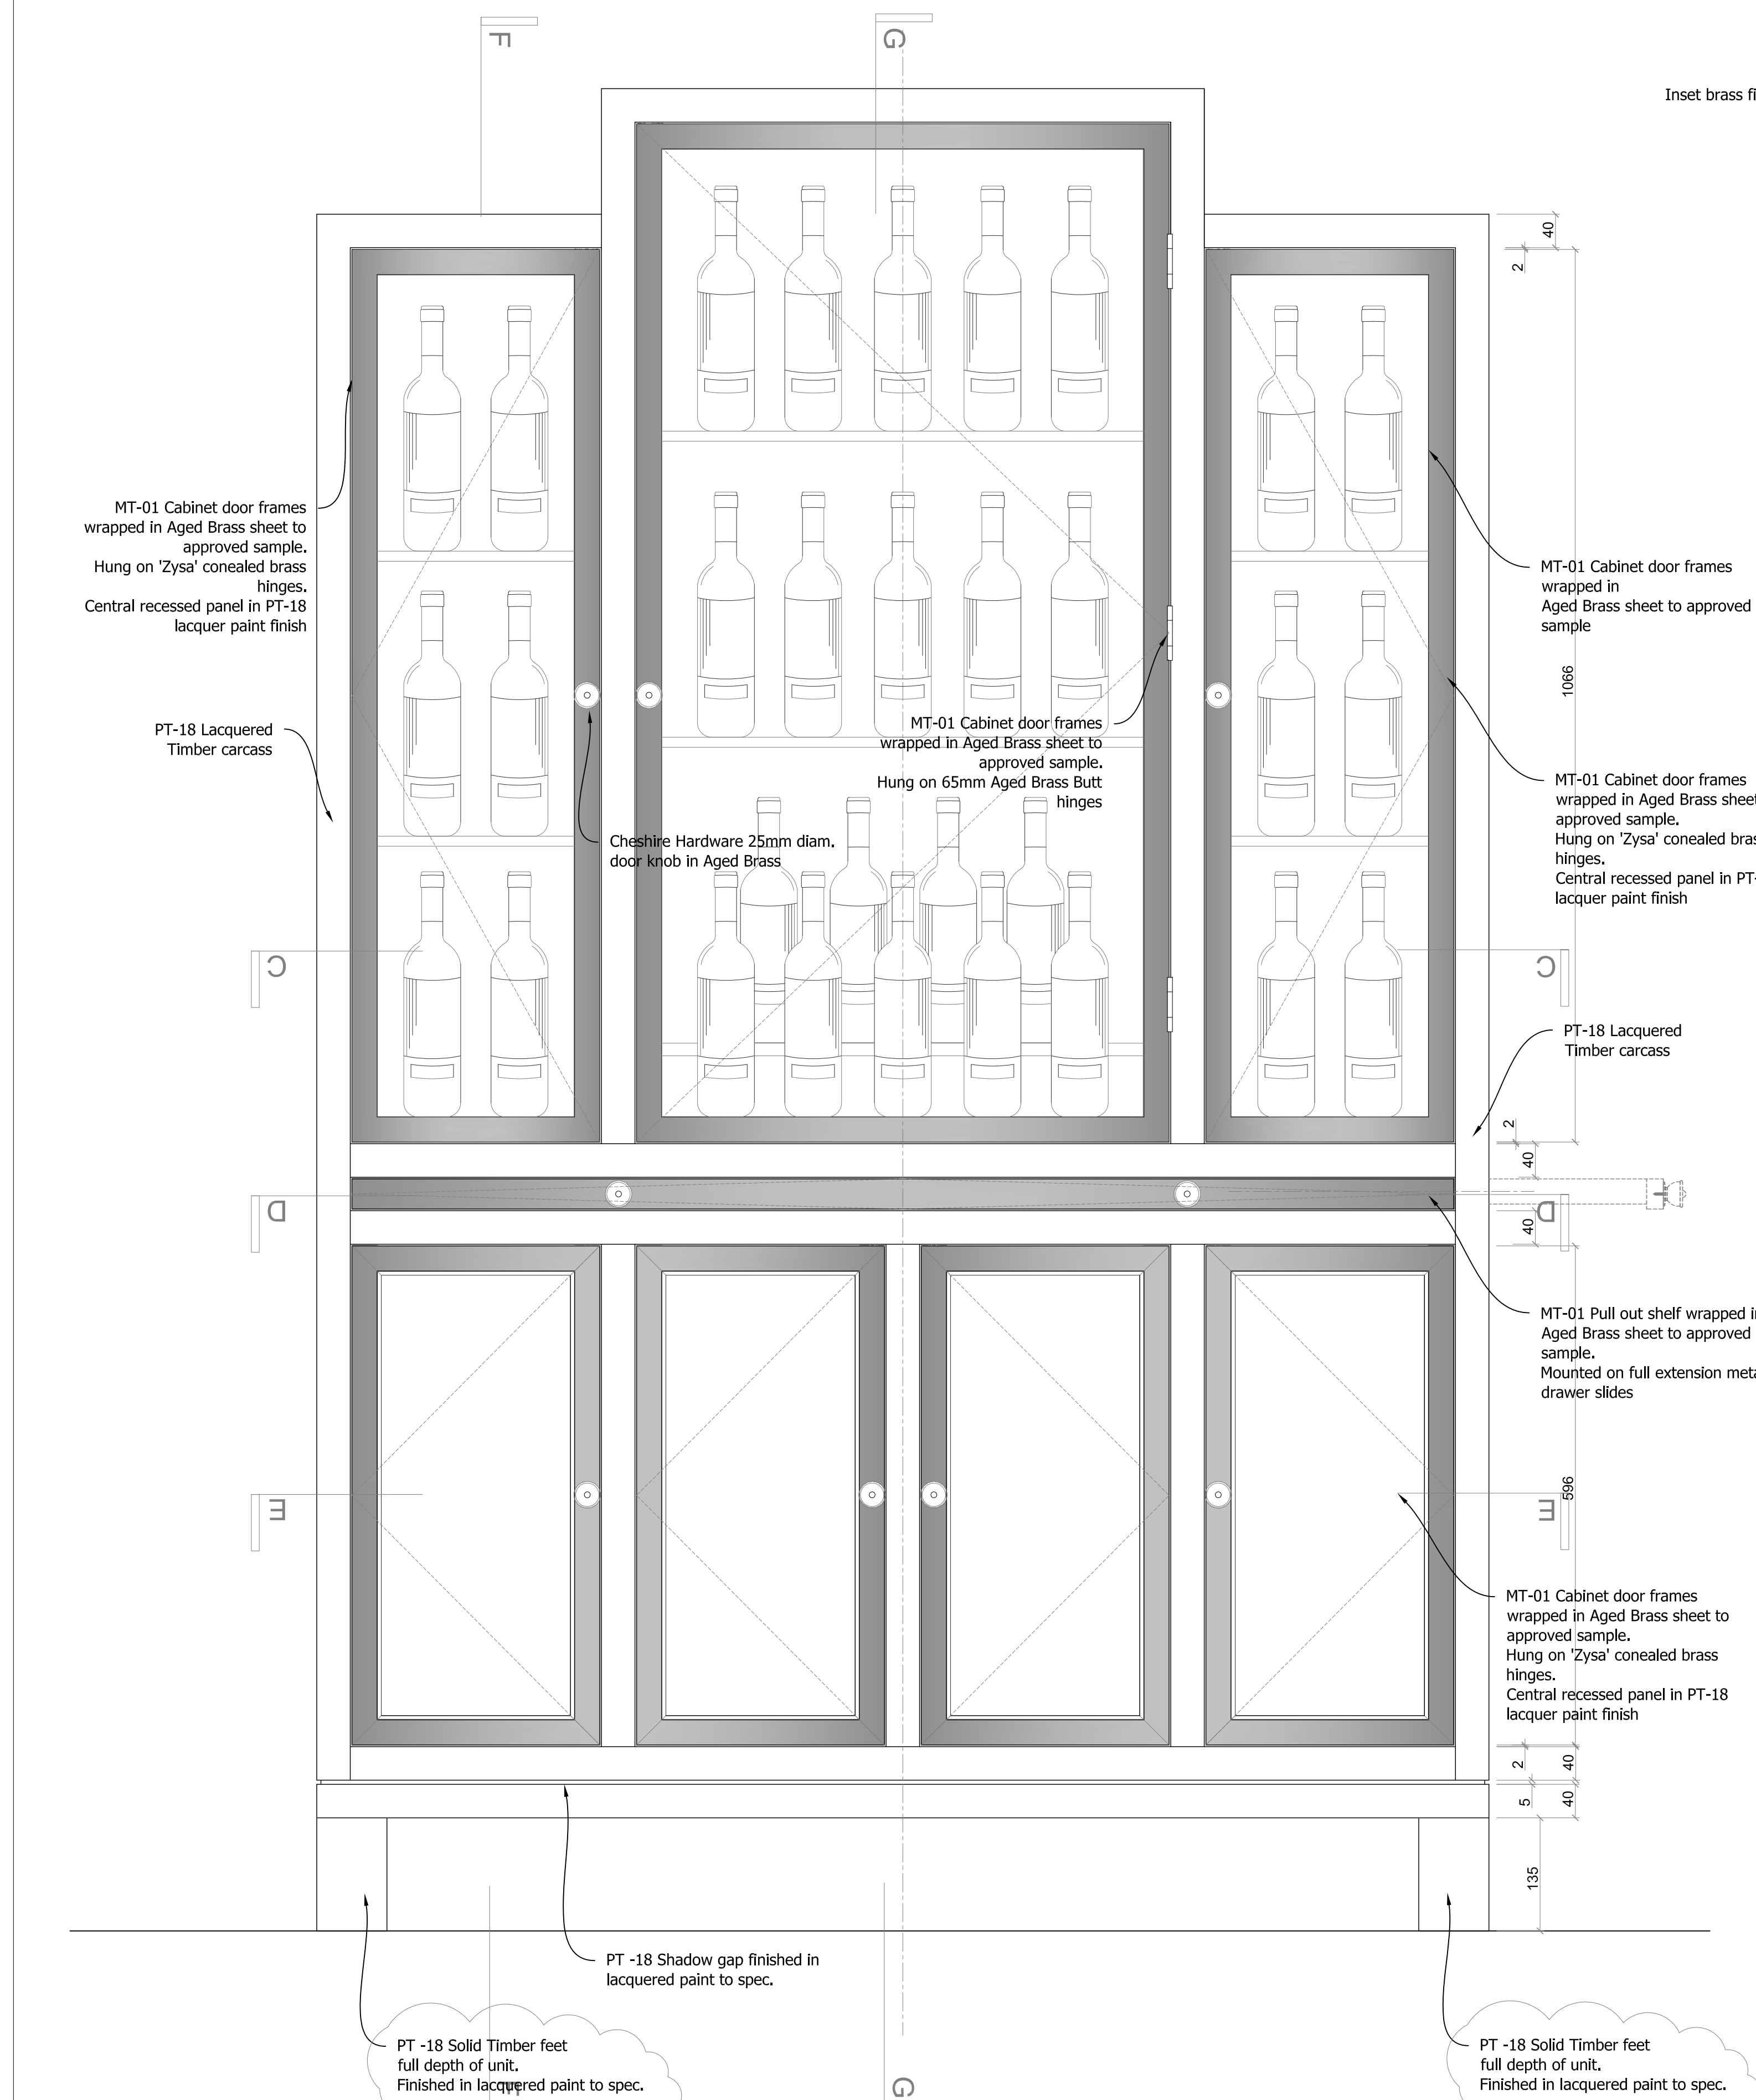 F
G
Inset brass
40
2
MT-01 Cabinet door frames
wrapped in Aged Brass sheet to
approved sample.
Hung on 'Zysa' conealed brass
hinges.
Central recessed panel in PT-18
lacquer paint finish
MT-01 Cabinet door frames
wrapped in
Aged Brass sheet to approved
sample
1066
PT-18 Lacquered
Timber carcass
MT-01 Cabinet door frames
wrapped in Aged Brass sheet to
approved sample.
Hung on 65mm Aged Brass Butt
hinges
MT-01 Cabinet door frames
wrapped in Aged Brass sheet
approved sample.
Hung on 'Zysa' conealed
hinges.
Central recessed panel in
lacquer paint finish
Cheshire Hardware 25mm diam.
door knob in Aged Brass
C
C
PT-18 Lacquered
Timber carcass
2
40
D
D
40
MT-01 Pull out shelf wrapped
Aged Brass sheet to approved
sample.
Mounted on full extension
drawer slides
E
E
596
MT-01 Cabinet door frames
wrapped in Aged Brass sheet to
approved sample.
Hung on 'Zysa' conealed brass
hinges.
Central recessed panel in PT-18
lacquer paint finish
2
40
5
40
135
PT -18 Shadow gap finished in
lacquered paint to spec.
PT -18 Solid Timber feet
full depth of unit.
Finished in lacquered paint to spec.
F
G
PT -18 Solid Timber feet
full depth of unit.
Finished in lacquered paint to spec.